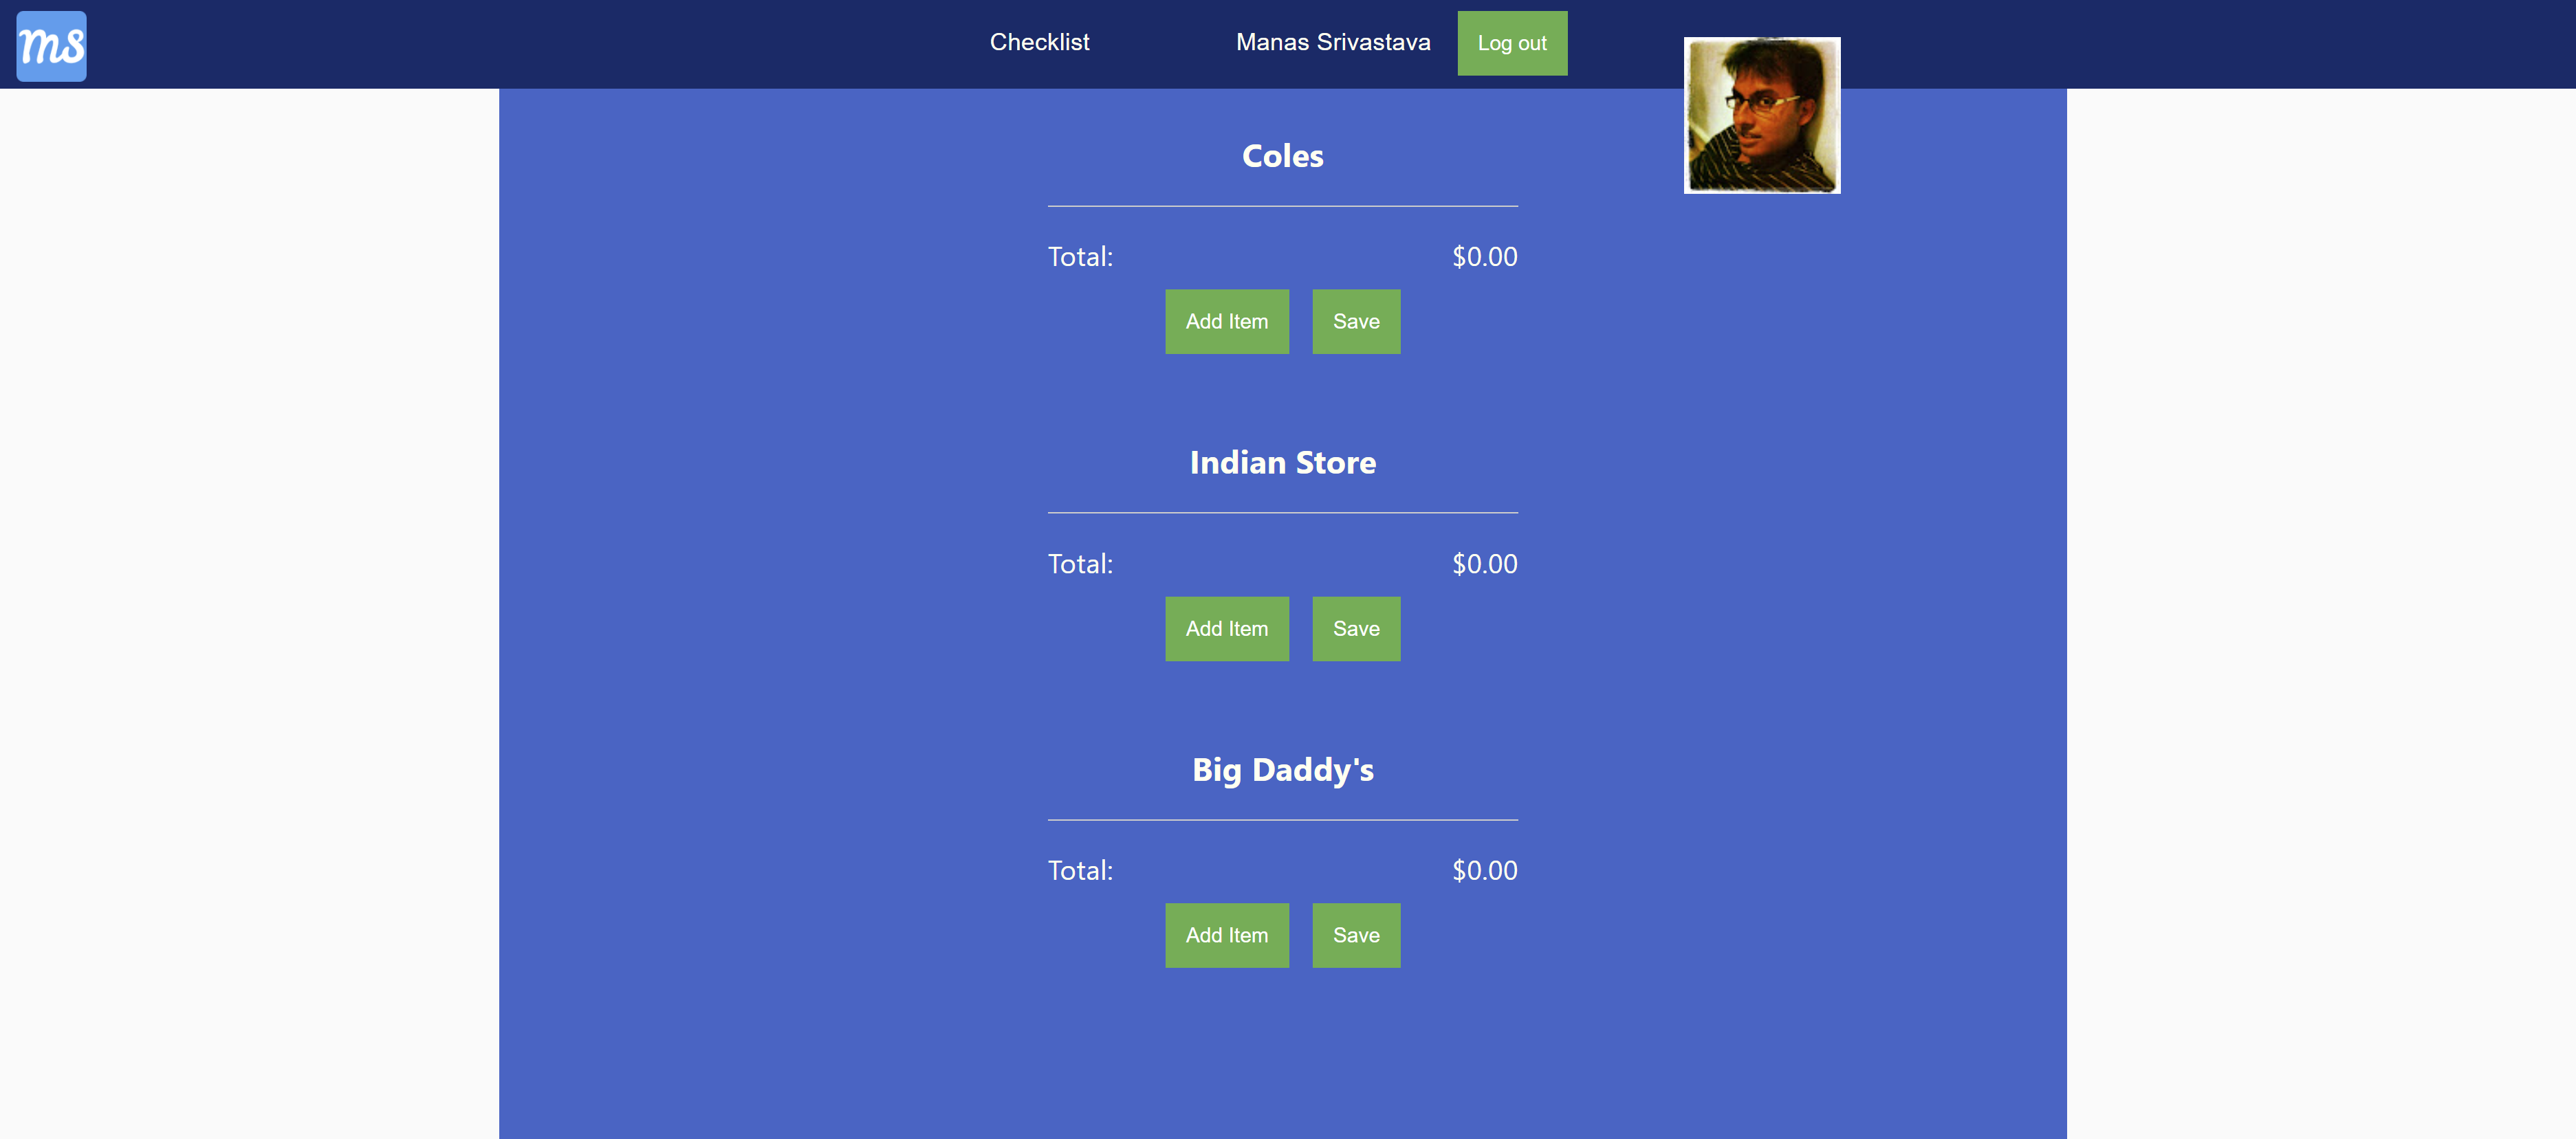 ms
Checklist
Manas Srivastava
Log out
Coles
Total: $0.00
Add Item Save
Indian Store
Total: $0.00
Add Item Save
Big Daddy's
Total: $0.00
Add Item Save